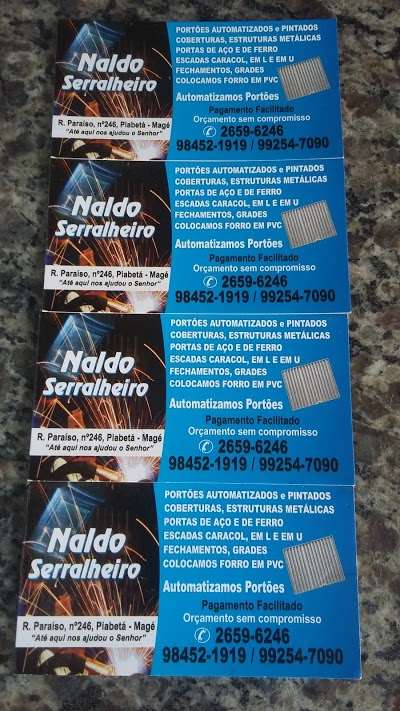 Naldo
Serralheiro
R. Paraíso, nº246, Piabetá - Magé
"Até aqui nos ajudou o Senhor"
PORTÕES AUTOMATIZADOS e PINTADOS
COBERTURAS, ESTRUTURAS METÁLICAS
PORTAS DE AÇO E DE FERRO
ESCADAS CARACOL, EM L E EM U
FECHAMENTOS, GRADES
COLOCAMOS FORRO EM PVC
Automatizamos Portões
Pagamento Facilitado
Orçamento sem compromisso
2659-6246
98452-1919 / 99254-7090
Naldo
Serralheiro
R. Paraíso, nº246, Piabetá - Magé
"Até aqui nos ajudou o Senhor"
PORTÕES AUTOMATIZADOS e PINTADOS
COBERTURAS, ESTRUTURAS METÁLICAS
PORTAS DE AÇO E DE FERRO
ESCADAS CARACOL, EM L E EM U
FECHAMENTOS, GRADES
COLOCAMOS FORRO EM PVC
Automatizamos Portões
Pagamento Facilitado
Orçamento sem compromisso
2659-6246
98452-1919 / 99254-7090
Naldo
Serralheiro
R. Paraíso, nº246, Piabetá - Magé
"Até aqui nos ajudou o Senhor"
PORTÕES AUTOMATIZADOS e PINTADOS
COBERTURAS, ESTRUTURAS METÁLICAS
PORTAS DE AÇO E DE FERRO
ESCADAS CARACOL, EM L E EM U
FECHAMENTOS, GRADES
COLOCAMOS FORRO EM PVC
Automatizamos Portões
Pagamento Facilitado
Orçamento sem compromisso
2659-6246
98452-1919 / 99254-7090
Naldo
Serralheiro
R. Paraíso, nº246, Piabetá - Magé
"Até aqui nos ajudou o Senhor"
PORTÕES AUTOMATIZADOS e PINTADOS
COBERTURAS, ESTRUTURAS METÁLICAS
PORTAS DE AÇO E DE FERRO
ESCADAS CARACOL, EM L E EM U
FECHAMENTOS, GRADES
COLOCAMOS FORRO EM PVC
Automatizamos Portões
Pagamento Facilitado
Orçamento sem compromisso
2659-6246
98452-1919 / 99254-7090